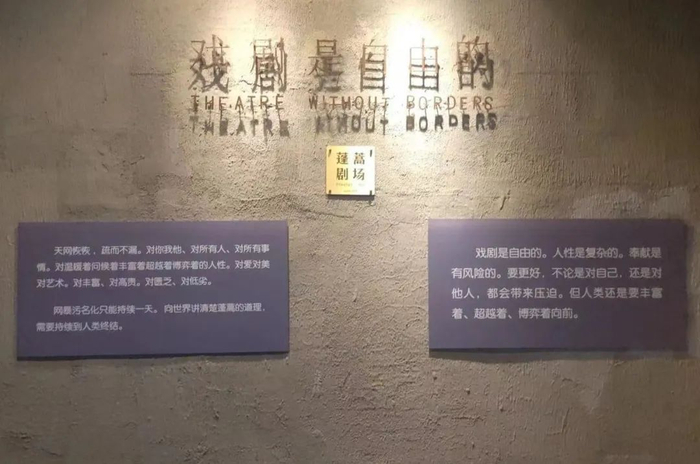 戏剧是自由的
THEATRE WITHOUT BORDERS
蓬蒿
剧场
天网恢恢，疏而不漏。对你我他、对所有人、对所有事
情。对温暖着问候着丰富着超越着博弈着的人性。对爱对美
对艺术。对丰富、对高贵。对匮乏、对低劣。
网暴污名化只能持续一天。向世界讲清楚蓬蒿的道理，
需要持续到人类终结。
戏剧是自由的。人性是复杂的。奉献是
有风险的。要更好，不论是对自己，还是对
他人，都会带来压迫。但人类还是要丰富
着、超越着、博弈着向前。